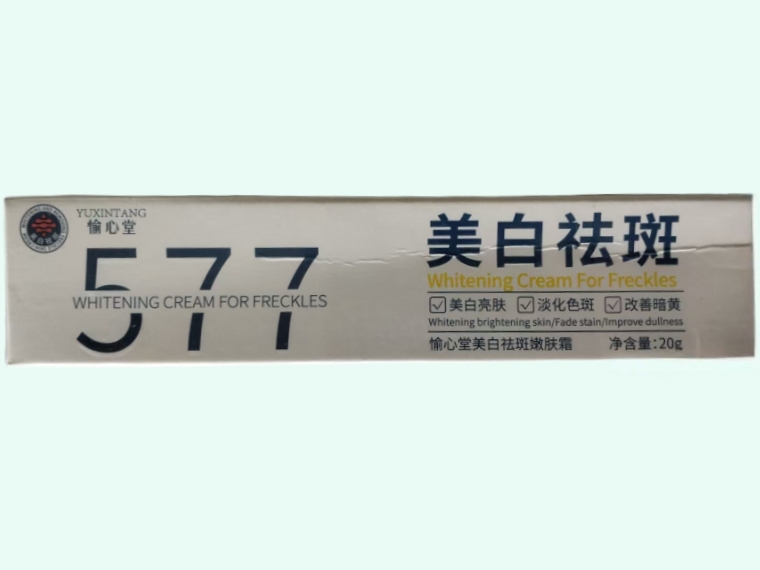 YUXINTANG
愉心堂
577
WHITENING CREAM FOR FRECKLES
美白祛斑
Whitening Cream For Freckles
美白亮肤 淡化色斑 改善暗黄
Whitening brightening skin/Fade stain/Improve dullness
愉心堂美白祛斑嫩肤霜 净含量:20g